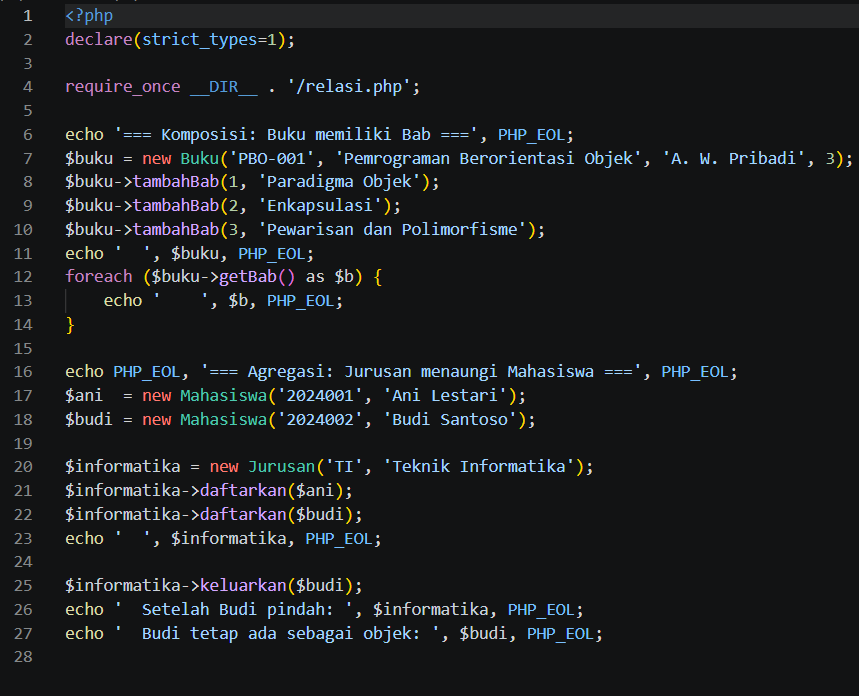 1 <?php
2 declare(strict_types=1);
3
4 require_once __DIR__ . '/relasi.php';
5
6 echo '=== Komposisi: Buku memiliki Bab ===', PHP_EOL;
7 $buku = new Buku('PBO-001', 'Pemrograman Berorientasi Objek', 'A. W. Pribadi', 3);
8 $buku->tambahBab(1, 'Paradigma Objek');
9 $buku->tambahBab(2, 'Enkapsulasi');
10 $buku->tambahBab(3, 'Pewarisan dan Polimorfisme');
11 echo '  ', $buku, PHP_EOL;
12 foreach ($buku->getBab() as $b) {
13     echo '    ', $b, PHP_EOL;
14 }
15
16 echo PHP_EOL, '=== Agregasi: Jurusan menaungi Mahasiswa ===', PHP_EOL;
17 $ani  = new Mahasiswa('2024001', 'Ani Lestari');
18 $budi = new Mahasiswa('2024002', 'Budi Santoso');
19
20 $informatika = new Jurusan('TI', 'Teknik Informatika');
21 $informatika->daftarkan($ani);
22 $informatika->daftarkan($budi);
23 echo '  ', $informatika, PHP_EOL;
24
25 $informatika->keluarkan($budi);
26 echo '  Setelah Budi pindah: ', $informatika, PHP_EOL;
27 echo '  Budi tetap ada sebagai objek: ', $budi, PHP_EOL;
28